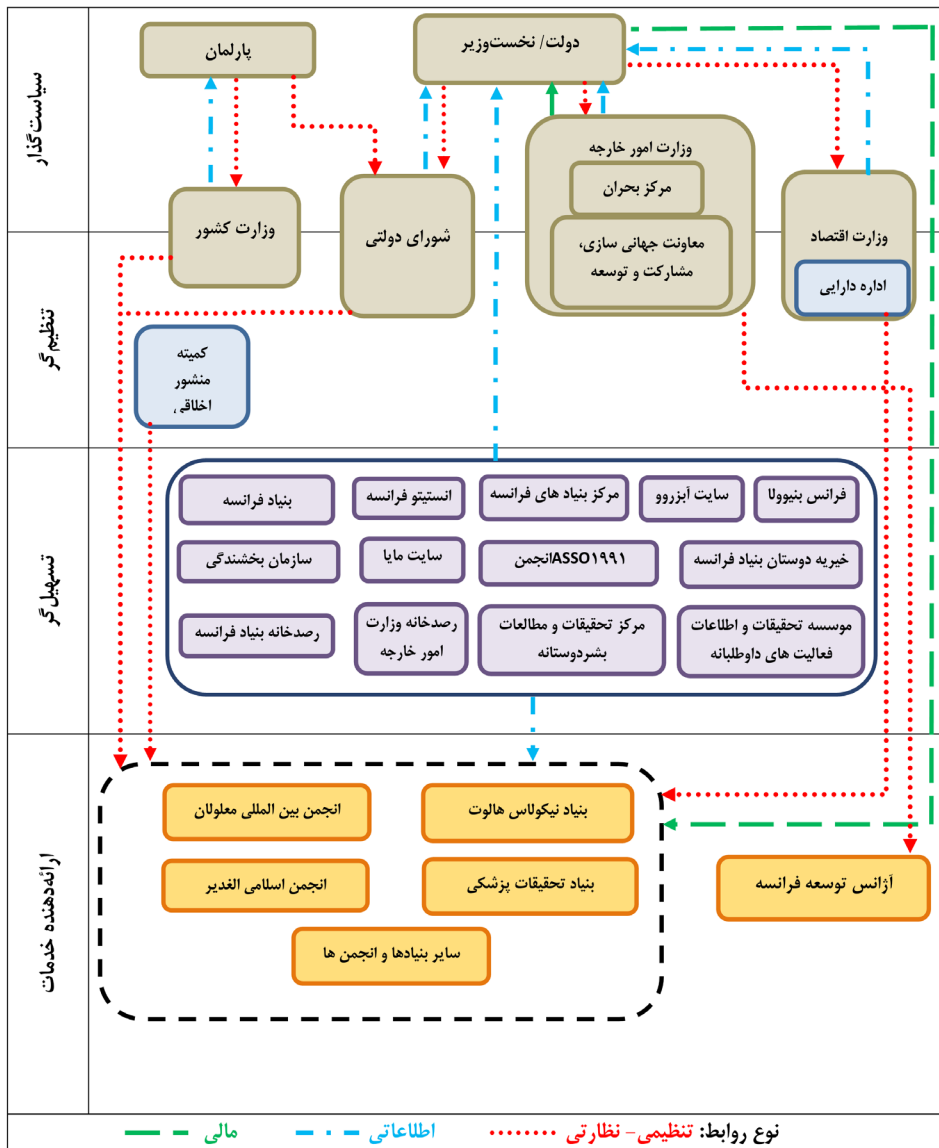 سیاست‌گذار
پارلمان
دولت/ نخست‌وزیر
وزارت کشور
شورای دولتی
وزارت امور خارجه
مرکز بحران
معاونت جهانی سازی،
مشارکت و توسعه
وزارت اقتصاد
اداره دارایی
تنظیم‌گر
کمیته
منشور
اخلاقی
تسهیل‌گر
فرانس بنیوولا
سایت آبزروو
مرکز بنیاد های فرانسه
انستیتو فرانسه
بنیاد فرانسه
خیریه دوستان بنیاد فرانسه
انجمنASSO۱۹۹۱
سایت مایا
سازمان بخشندگی
موسسه تحقیقات و اطلاعات
فعالیت های داوطلبانه
مرکز تحقیقات و مطالعات
بشردوستانه
رصدخانه وزارت
امور خارجه
رصدخانه بنیاد فرانسه
ارائه‌دهنده خدمات
بنیاد نیکولاس هالوت
انجمن بین المللی معلولان
بنیاد تحقیقات پزشکی
انجمن اسلامی الغدیر
سایر بنیادها و انجمن ها
آژانس توسعه فرانسه
نوع روابط: تنظیمی- نظارتی اطلاعاتی مالی